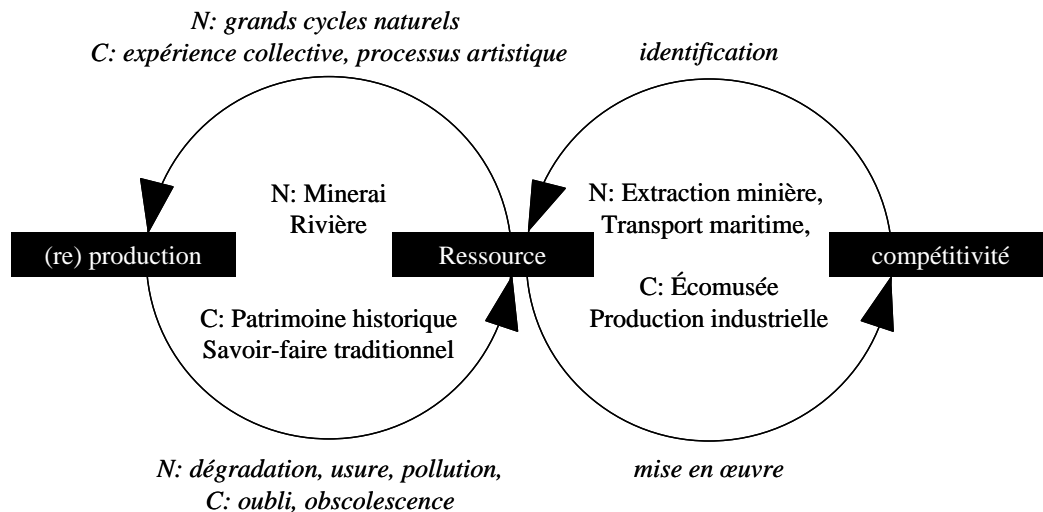 N: grands cycles naturels
C: expérience collective, processus artistique
identification
N: Minerai
Rivière
N: Extraction minière,
Transport maritime,
(re) production
Ressource
compétitivité
C: Écomusée
Production industrielle
C: Patrimoine historique
Savoir-faire traditionnel
N: dégradation, usure, pollution,
C: oubli, obscolescence
mise en œuvre